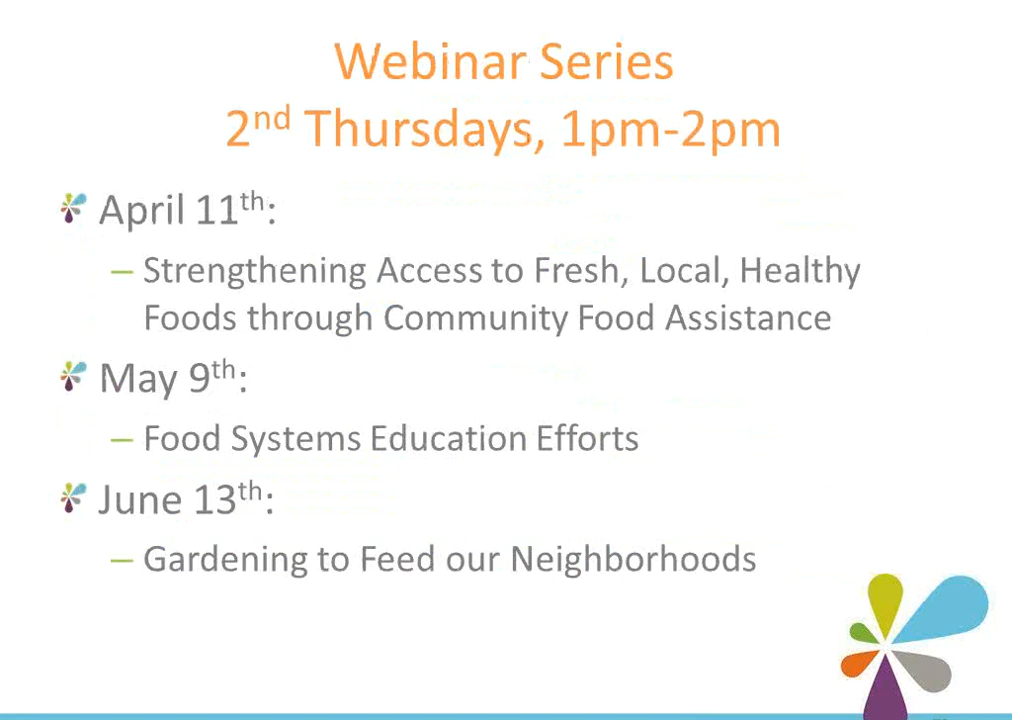 Webinar Series
2nd Thursdays, 1pm-2pm
April 11th:
– Strengthening Access to Fresh, Local, Healthy
Foods through Community Food Assistance
May 9th:
– Food Systems Education Efforts
June 13th:
– Gardening to Feed our Neighborhoods